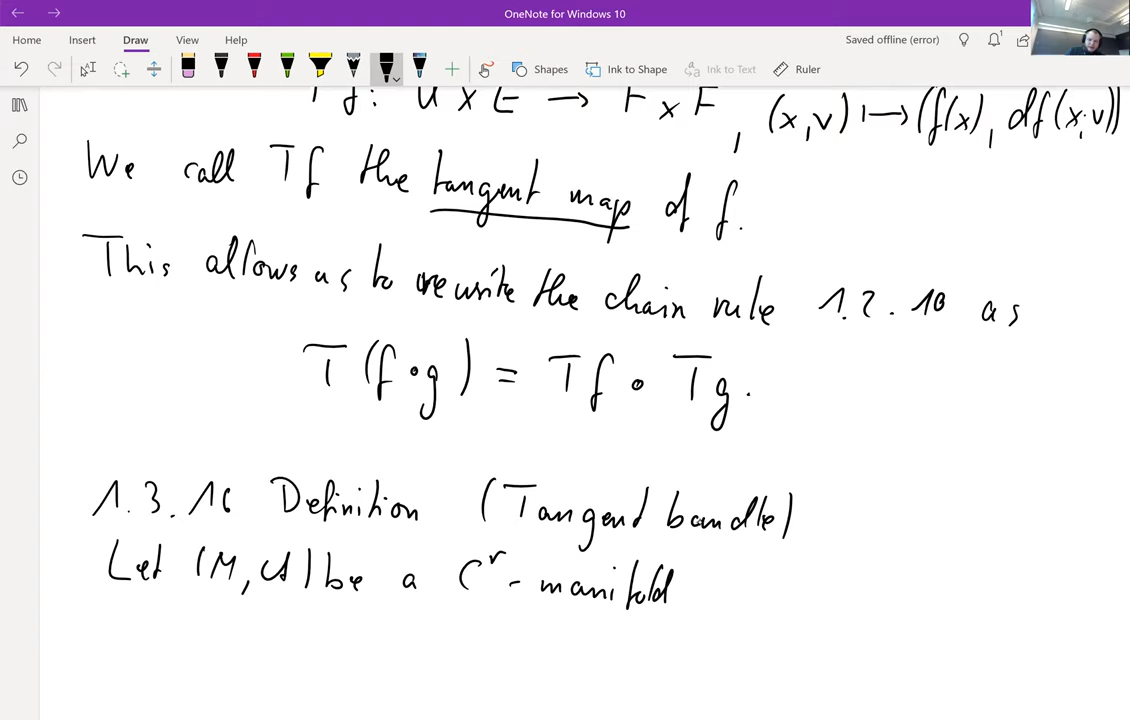 OneNote for Windows 10
Home Insert Draw View Help Saved offline (error) 1
Shapes Ink to Shape Ink to Text Ruler
Tf: U x E → F x F, (x,v) ↦ (f(x), df(x;v))
We call Tf the tangent map of f.
This allows us to rewrite the chain rule 1.2.10 as
T(f∘g) = Tf ∘ Tg.
1.3.16 Definition (Tangent bundle)
Let (M, A) be a C^r-manifold